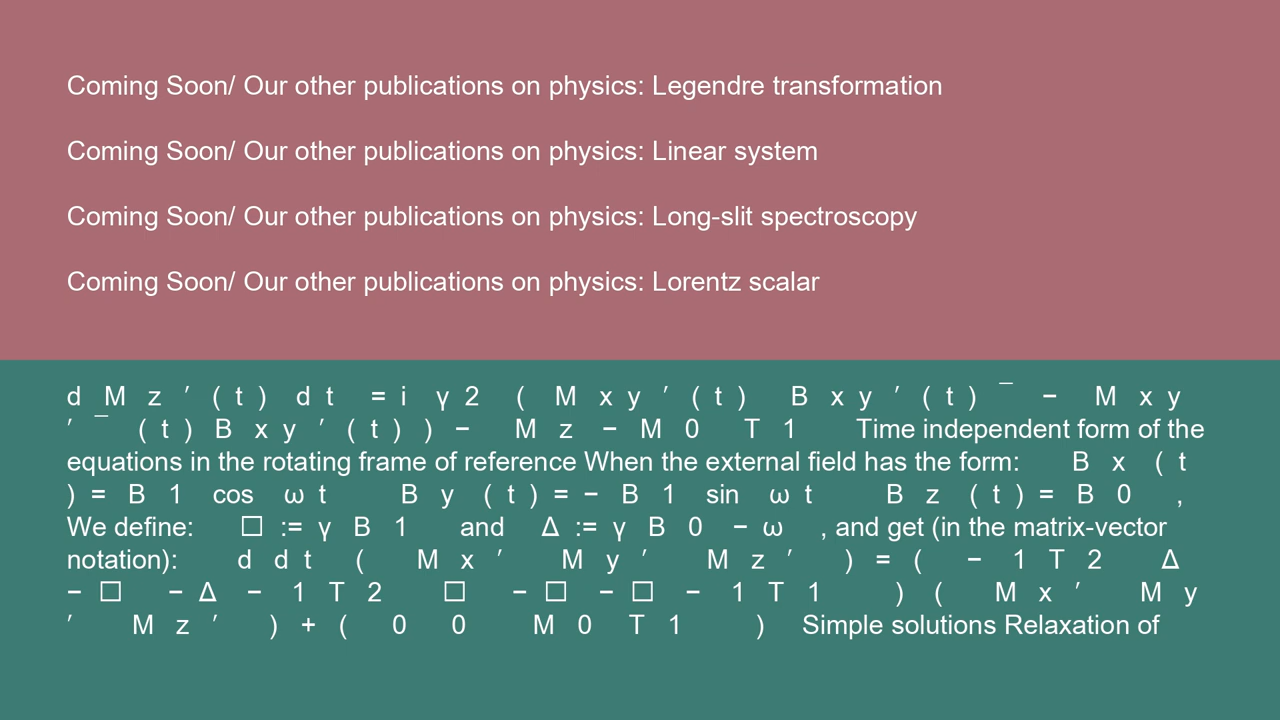 Coming Soon/ Our other publications on physics: Legendre transformation
Coming Soon/ Our other publications on physics: Linear system
Coming Soon/ Our other publications on physics: Long-slit spectroscopy
Coming Soon/ Our other publications on physics: Lorentz scalar
d M z ′ ( t ) d t = i γ 2 ( M x y ′ ( t ) B x y ′ ( t ) ¯ − M x y
′ ¯ ( t ) B x y ′ ( t ) ) − M z − M 0 T 1 Time independent form of the
equations in the rotating frame of reference When the external field has the form: B x ( t
) = B 1 cos ω t B y ( t ) = − B 1 sin ω t B z ( t ) = B 0 ,
We define: □ := γ B 1 and Δ := γ B 0 − ω , and get (in the matrix-vector
notation): d d t ( M x ′ M y ′ M z ′ ) = ( − 1 T 2 Δ
− □ − Δ − 1 T 2 □ − □ − □ − 1 T 1 ) ( M x ′ M y
′ M z ′ ) + ( 0 0 M 0 T 1 ) Simple solutions Relaxation of